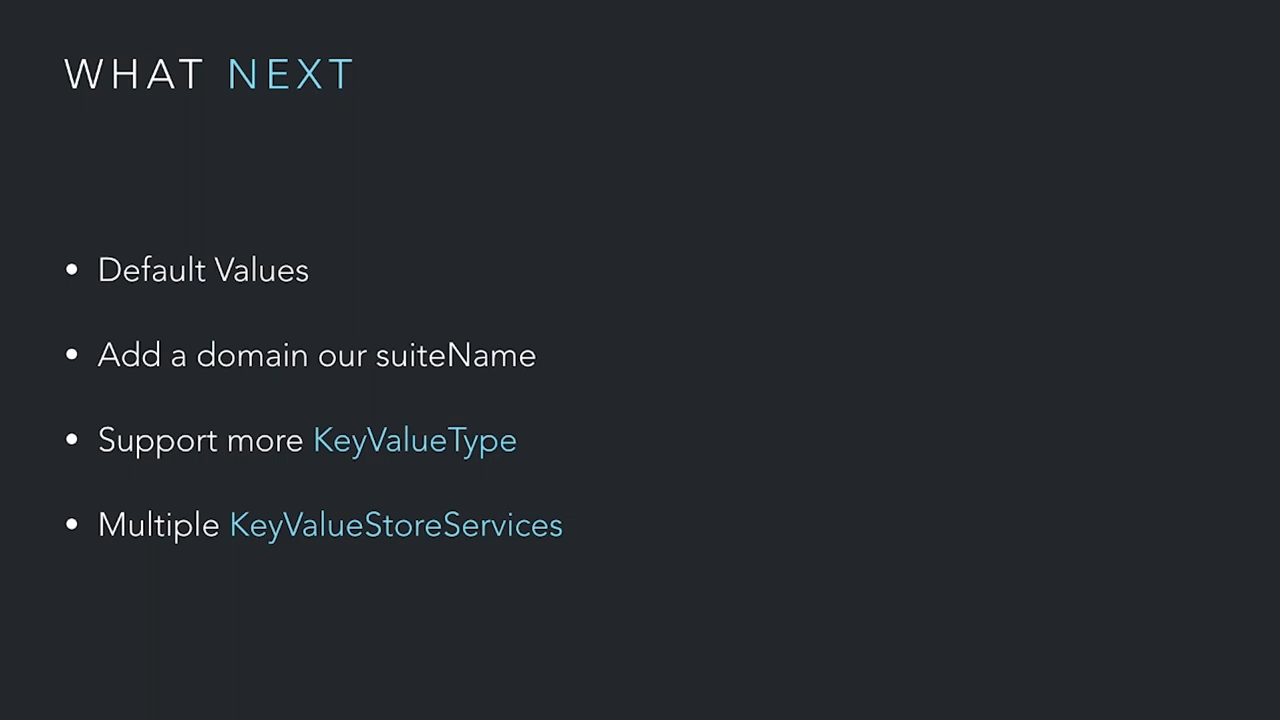 WHAT NEXT
• Default Values
• Add a domain our suiteName
• Support more KeyValueType
• Multiple KeyValueStoreServices